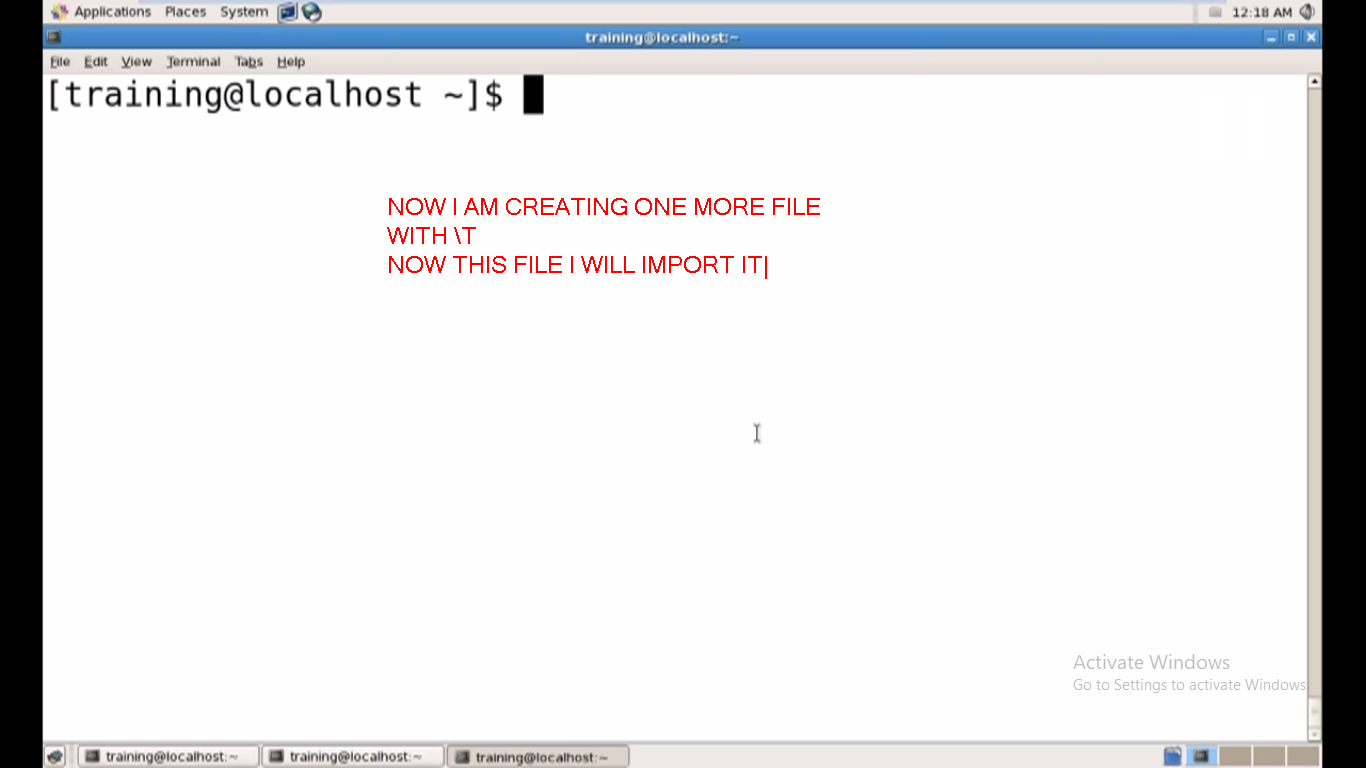 Applications Places System 12:18 AM
training@localhost:~
File Edit View Terminal Tabs Help
[training@localhost ~]$
NOW I AM CREATING ONE MORE FILE
WITH \T
NOW THIS FILE I WILL IMPORT IT|
Activate Windows
Go to Settings to activate Windows
training@localhost:~ training@localhost:~ training@localhost:~